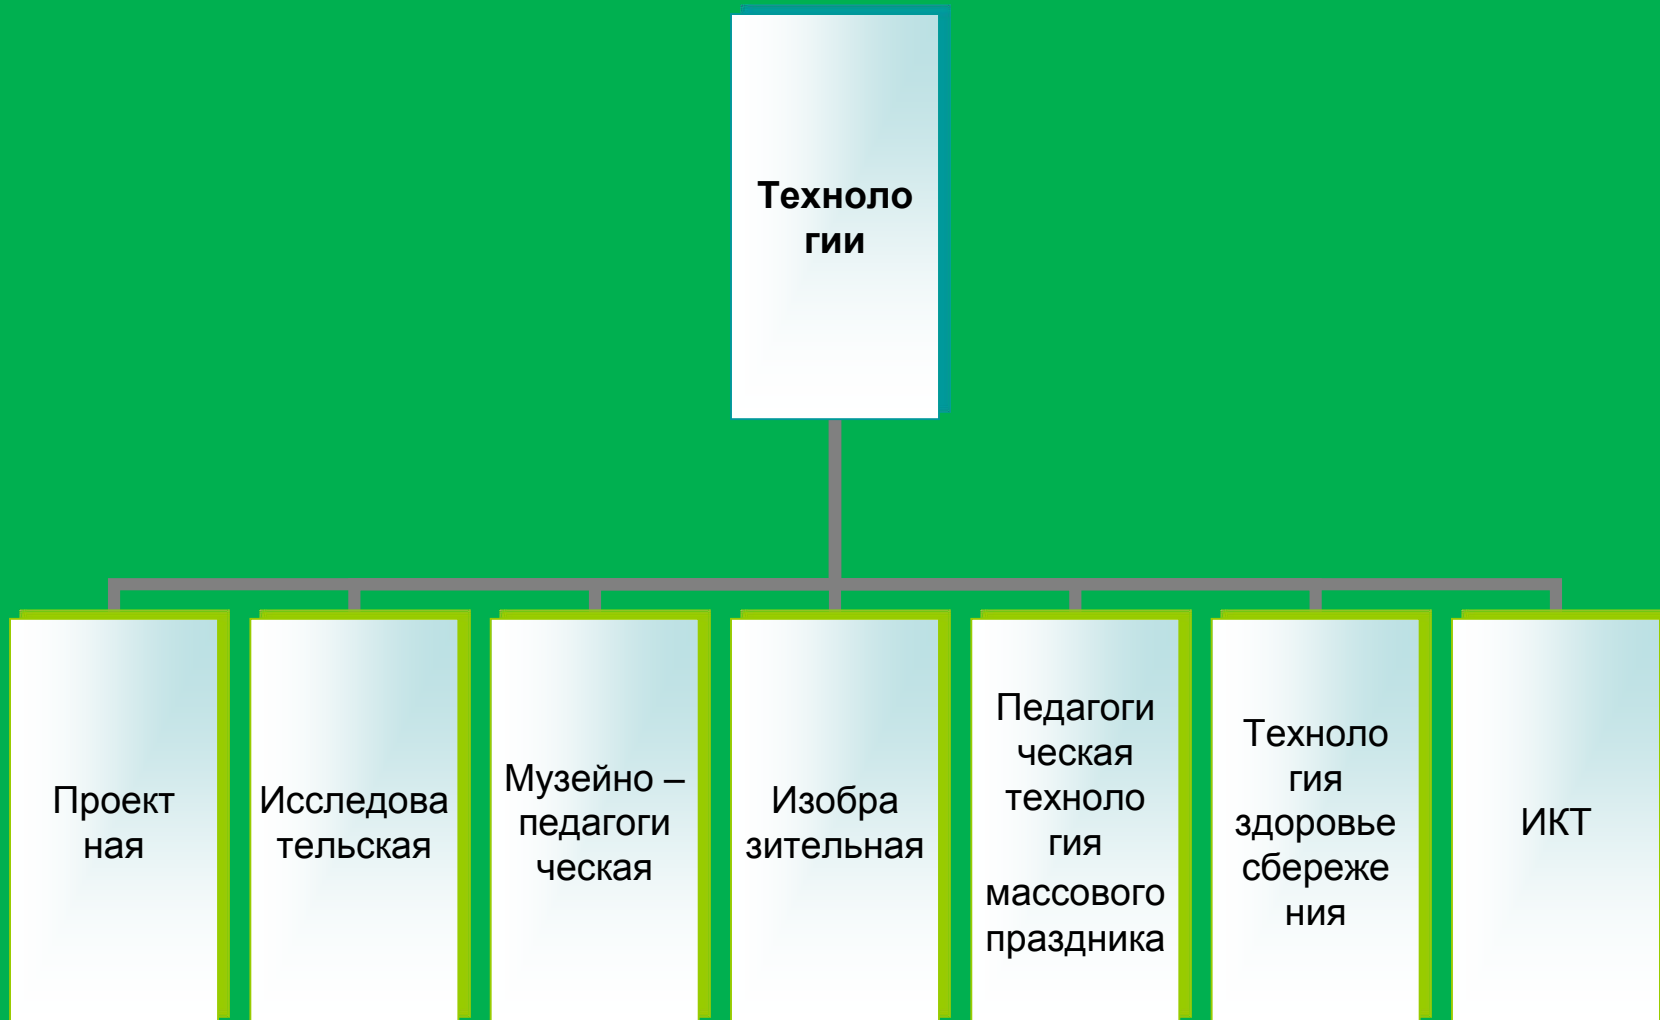 Техноло
гии
Проект
ная
Исследова
тельская
Музейно –
педагоги
ческая
Изобра
зительная
Педагоги
ческая
техноло
гия
массового
праздника
Техноло
гия
здоровье
сбереже
ния
ИКТ